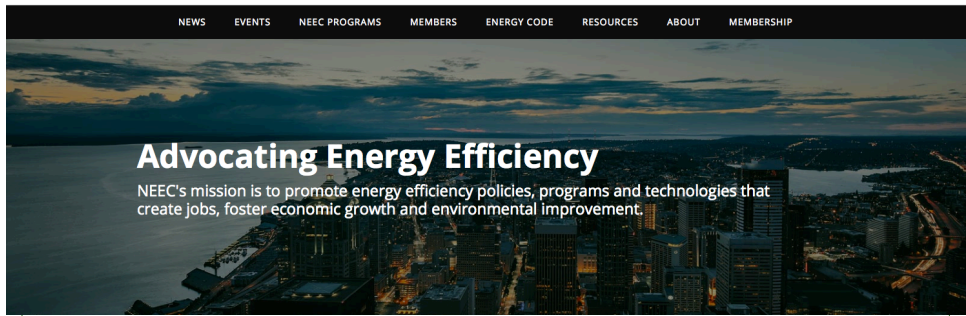 NEWS EVENTS NEEC PROGRAMS MEMBERS ENERGY CODE RESOURCES ABOUT MEMBERSHIP
Advocating Energy Efficiency
NEEC's mission is to promote energy efficiency policies, programs and technologies that
create jobs, foster economic growth and environmental improvement.